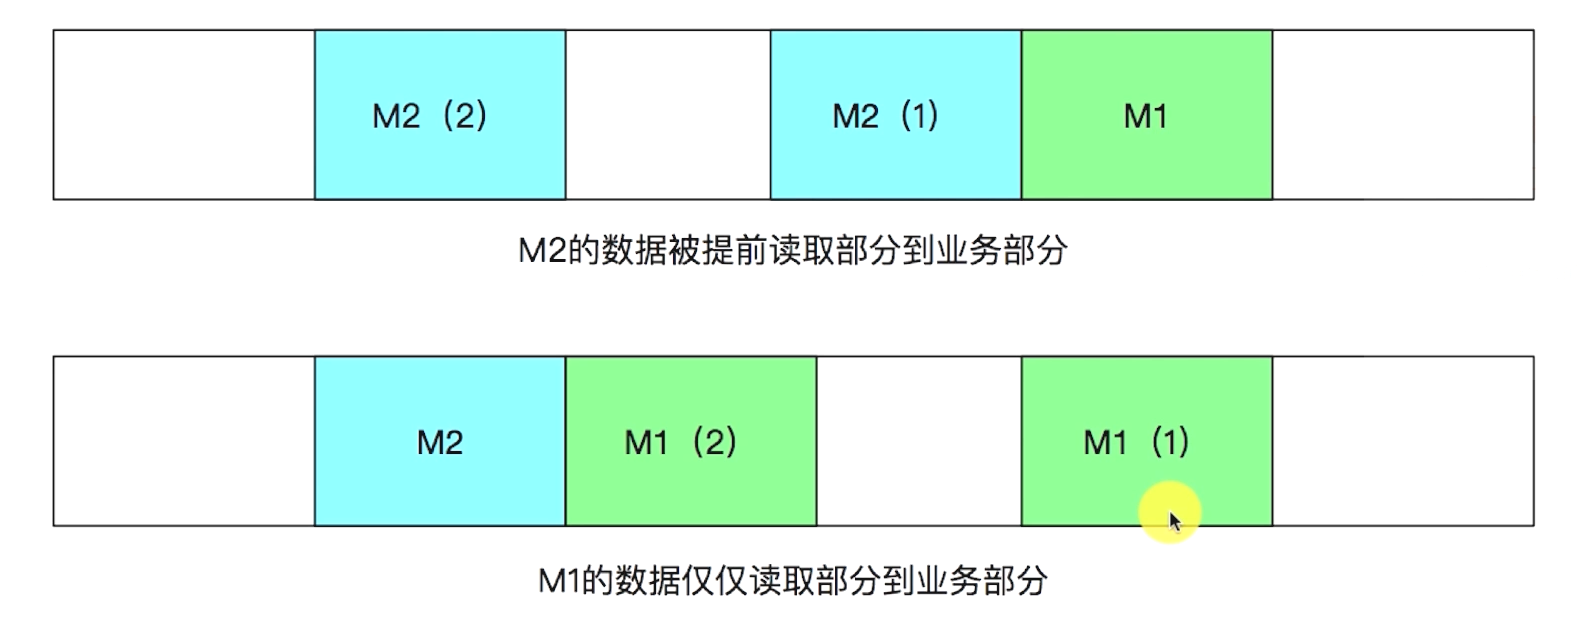 M2（2）
M2（1）
M1
M2的数据被提前读取部分到业务部分
M2
M1（2）
M1（1）
M1的数据仅仅读取部分到业务部分